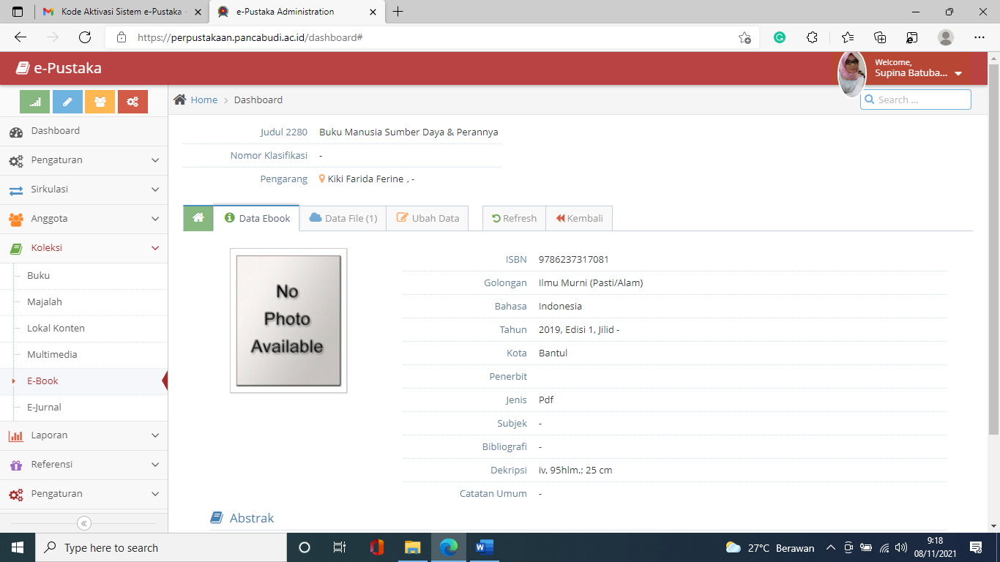 Kode Aktivasi Sistem e-Pustaka -
e-Pustaka Administration
https://perpustakaan.pancabudi.ac.id/dashboard#
e-Pustaka
Welcome,
Supina Batuba...
Home > Dashboard
Search ...
Dashboard
Pengaturan
Sirkulasi
Anggota
Koleksi
Buku
Majalah
Lokal Konten
Multimedia
E-Book
E-Jurnal
Laporan
Referensi
Pengaturan
Judul 2280 Buku Manusia Sumber Daya & Perannya
Nomor Klasifikasi -
Pengarang Kiki Farida Ferine , -
Data Ebook Data File (1) Ubah Data Refresh Kembali
No
Photo
Available
ISBN 9786237317081
Golongan Ilmu Murni (Pasti/Alam)
Bahasa Indonesia
Tahun 2019, Edisi 1, Jilid -
Kota Bantul
Penerbit
Jenis Pdf
Subjek -
Bibliografi -
Dekripsi iv, 95hlm.; 25 cm
Catatan Umum -
Abstrak
Type here to search
27°C Berawan
9:18
08/11/2021